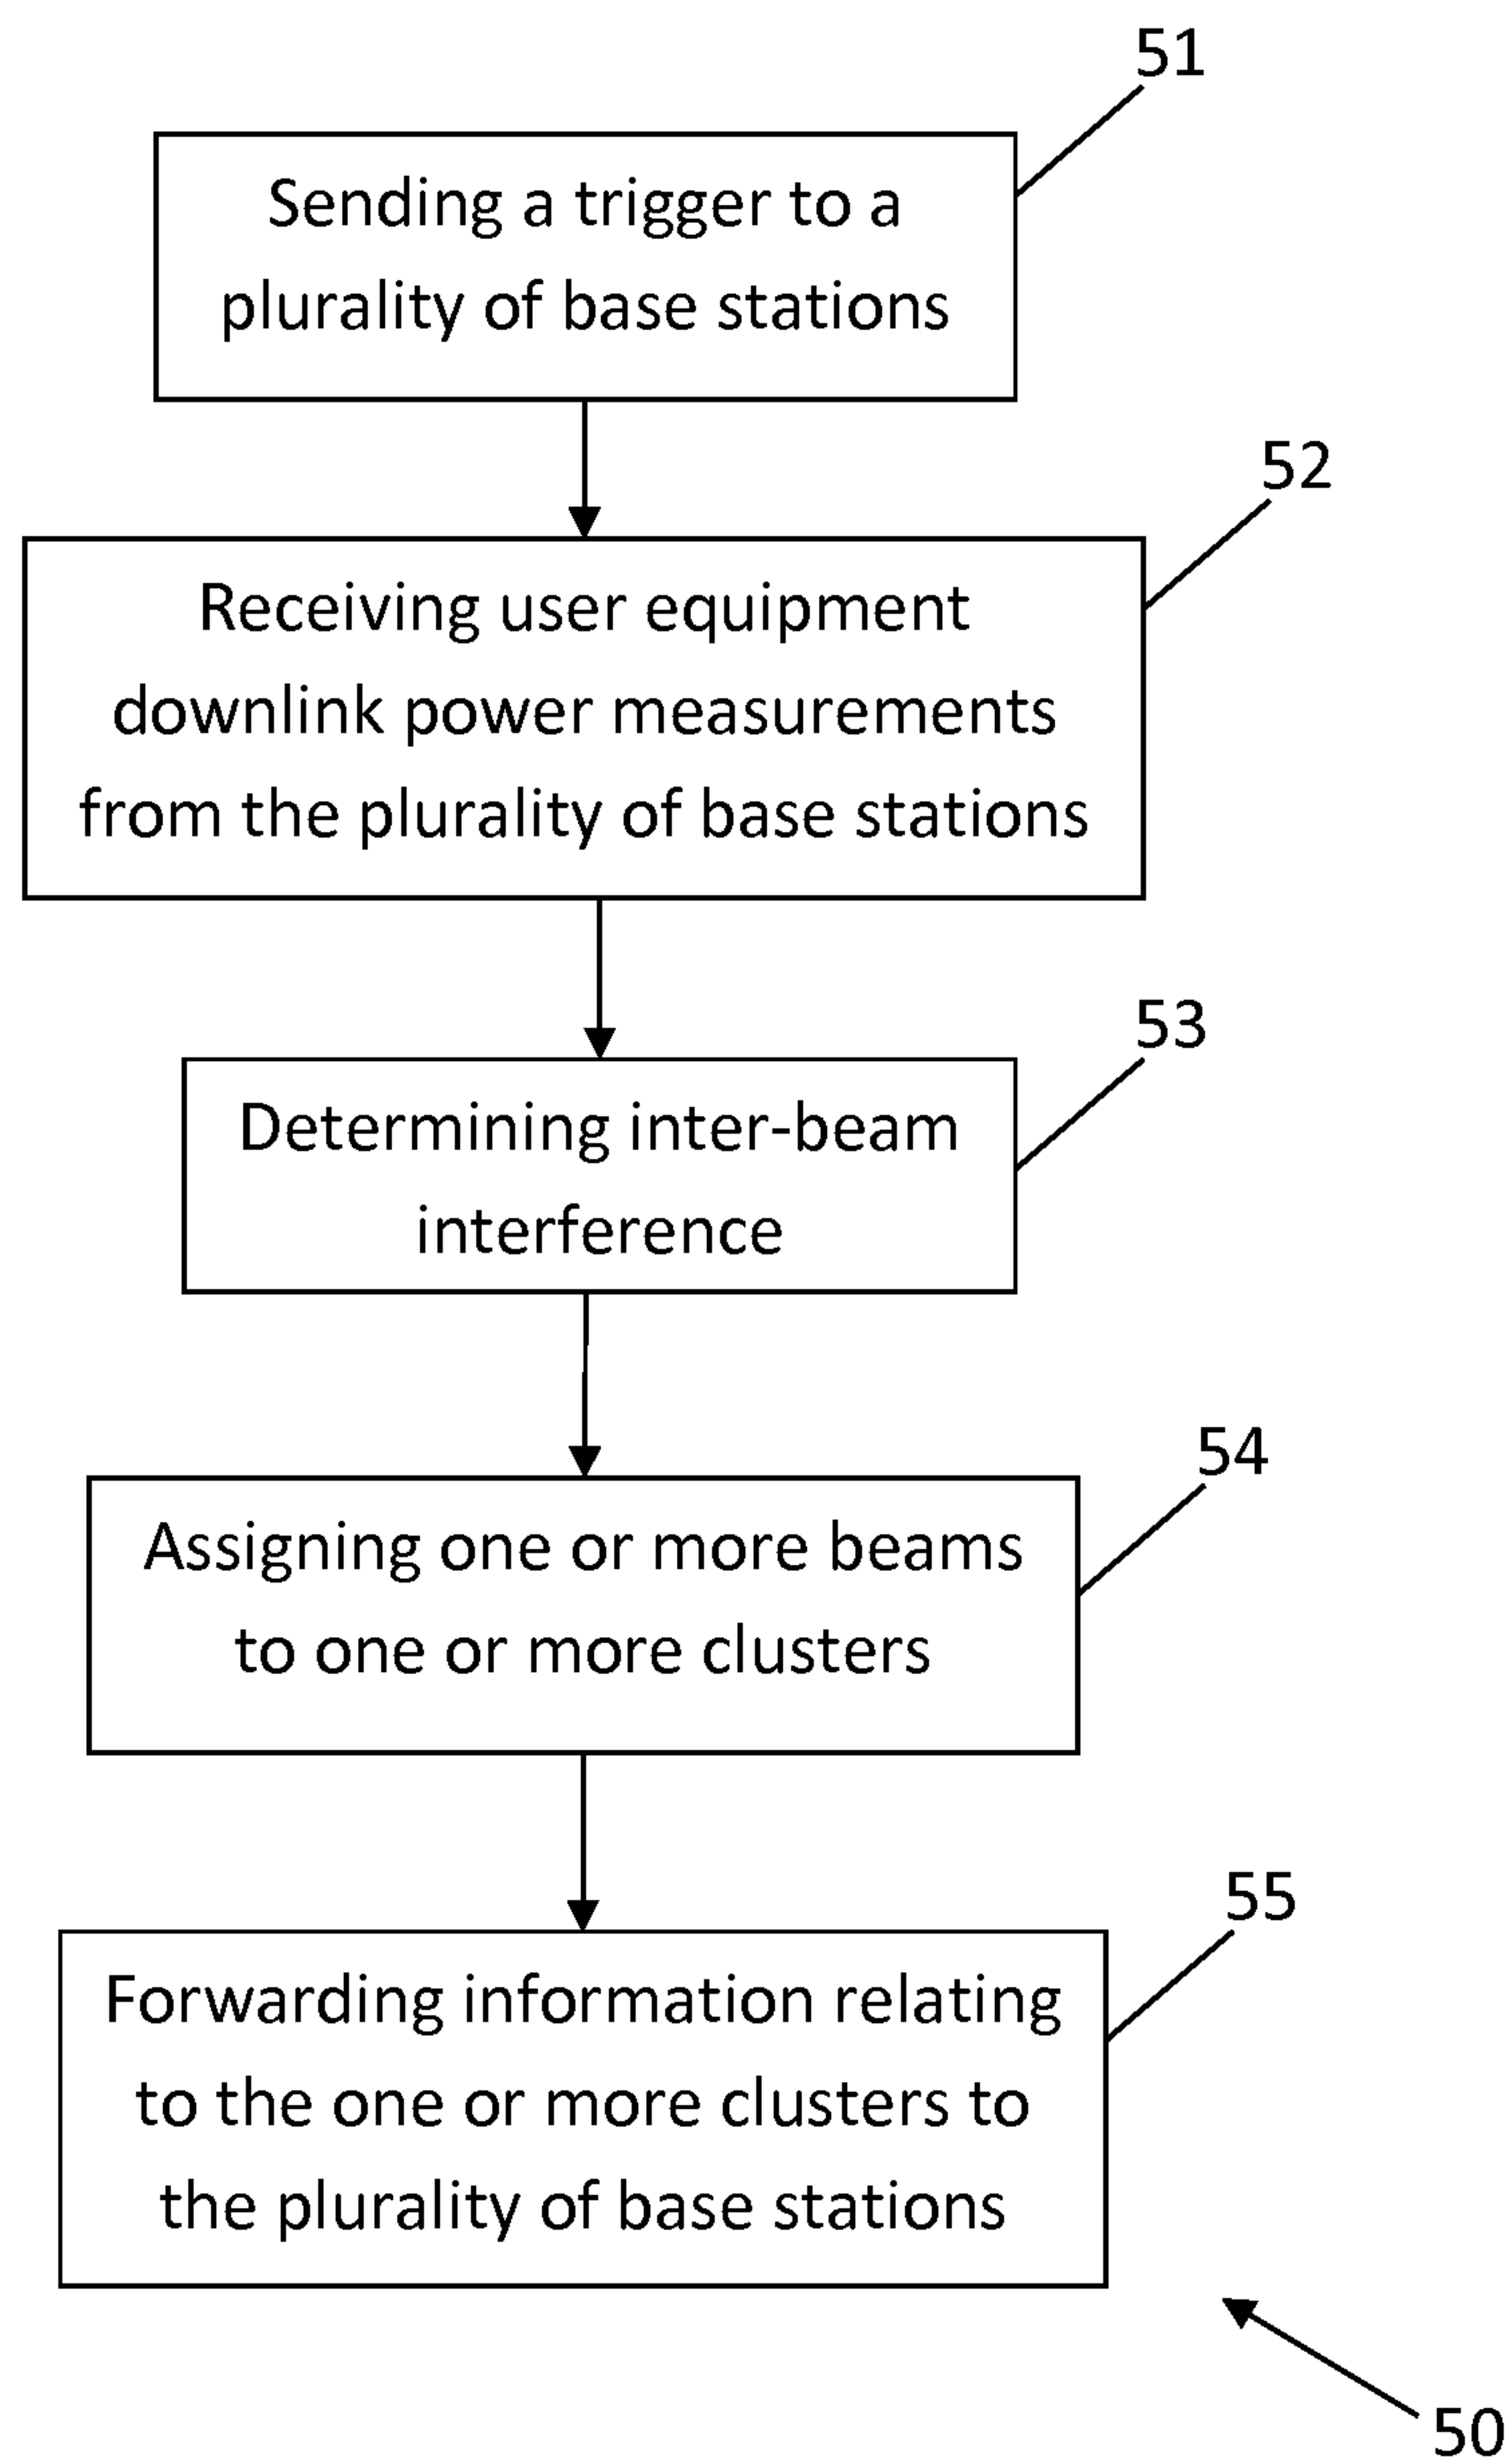 51
Sending a trigger to a
plurality of base stations
52
Receiving user equipment
downlink power measurements
from the plurality of base stations
53
Determining inter-beam
interference
54
Assigning one or more beams
to one or more clusters
55
Forwarding information relating
to the one or more clusters to
the plurality of base stations
50